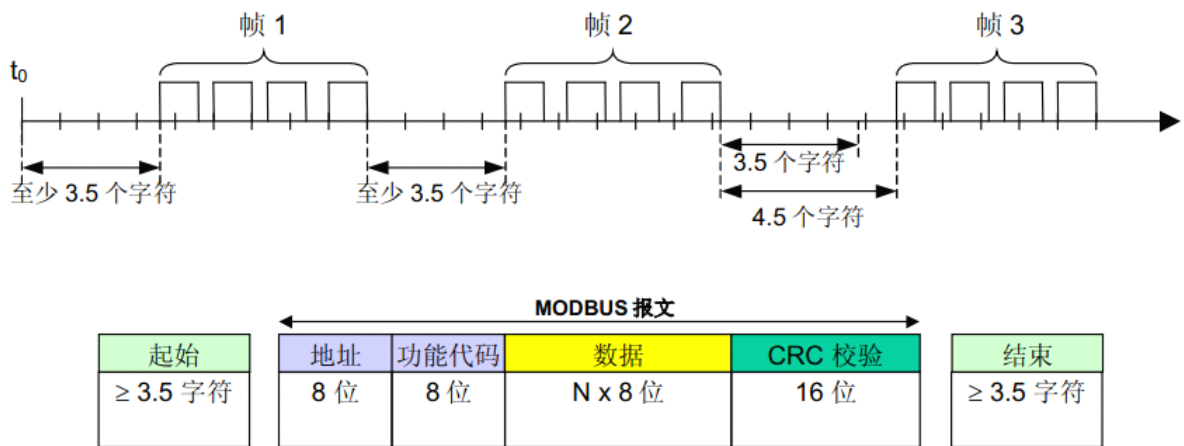 帧 1
帧 2
帧 3
t0
至少 3.5 个字符
至少 3.5 个字符
3.5 个字符
4.5 个字符
MODBUS 报文
起始
地址
功能代码
数据
CRC 校验
结束
≥ 3.5 字符
8 位
8 位
N x 8 位
16 位
≥ 3.5 字符